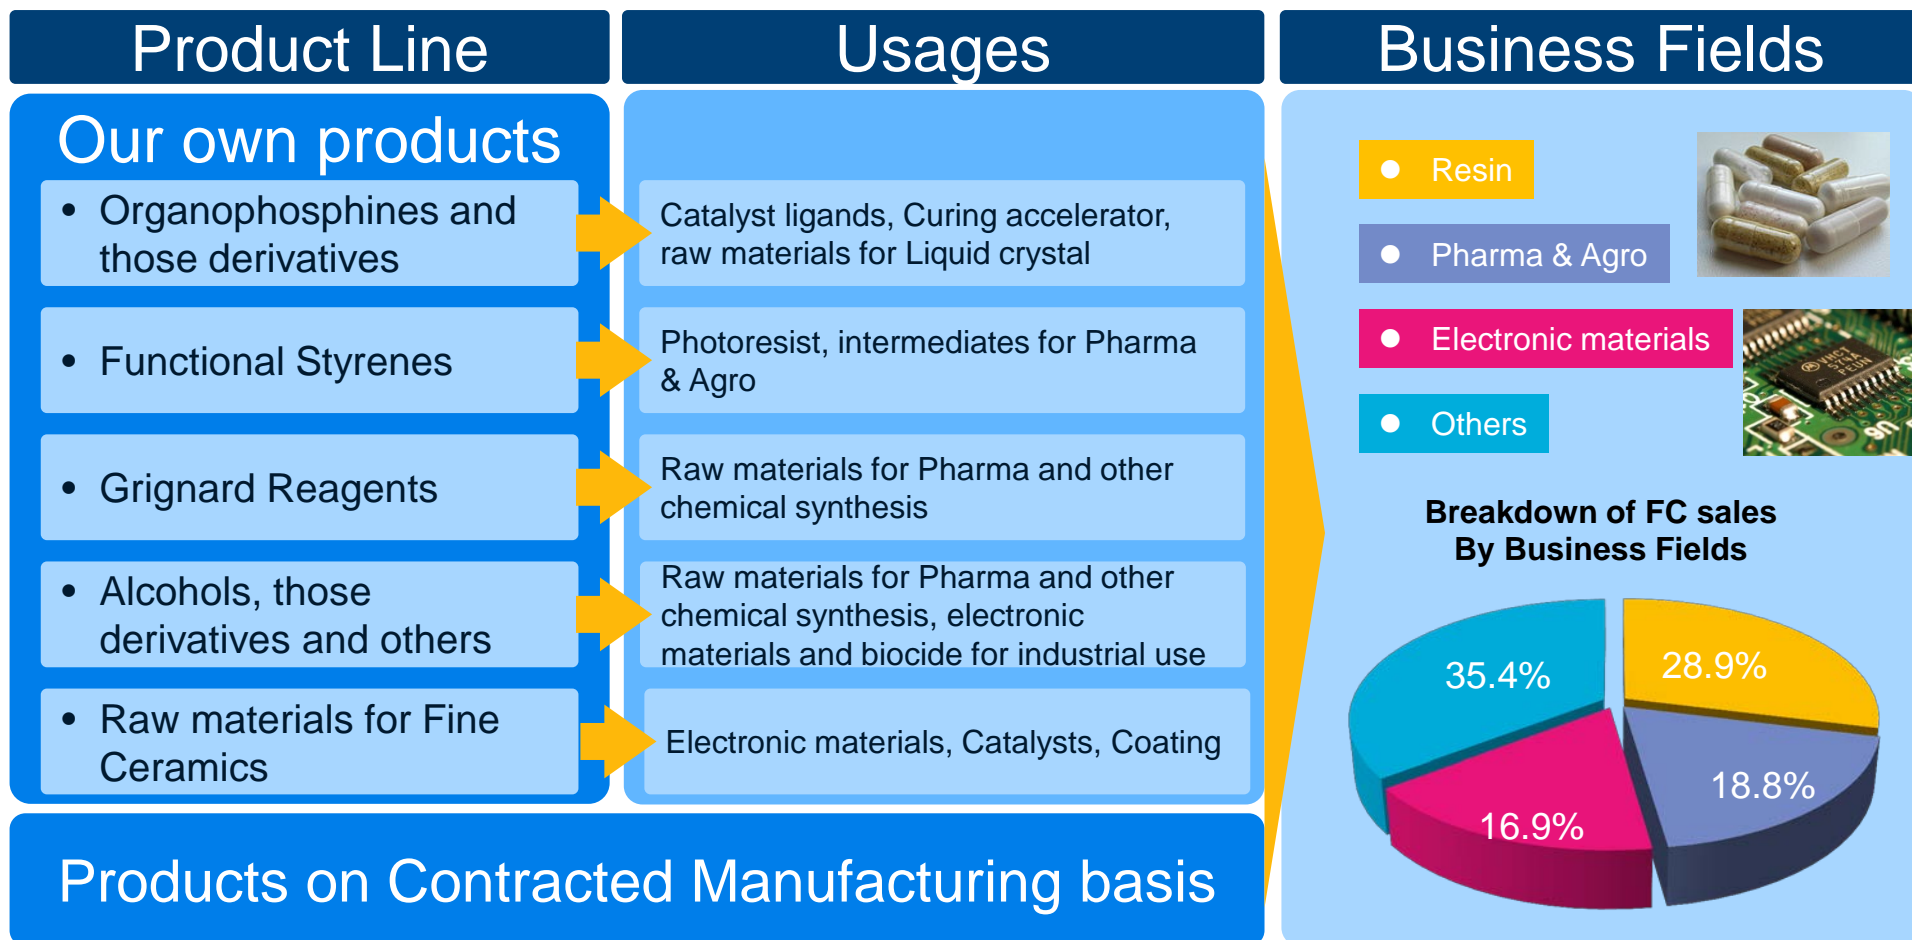 Product Line
Usages
Business Fields
Our own products
• Organophosphines and
those derivatives
Catalyst ligands, Curing accelerator,
raw materials for Liquid crystal
• Functional Styrenes
Photoresist, intermediates for Pharma
& Agro
• Grignard Reagents
Raw materials for Pharma and other
chemical synthesis
• Alcohols, those
derivatives and others
Raw materials for Pharma and other
chemical synthesis, electronic
materials and biocide for industrial use
• Raw materials for Fine
Ceramics
Electronic materials, Catalysts, Coating
Products on Contracted Manufacturing basis
● Resin
● Pharma & Agro
● Electronic materials
● Others
VHCT
574A
Breakdown of FC sales
By Business Fields
35.4%
28.9%
18.8%
16.9%